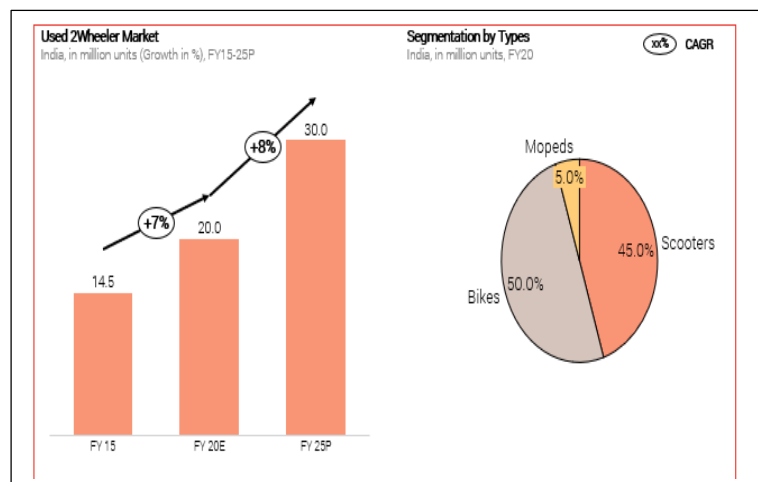 Used 2Wheeler Market
India, in million units (Growth in %), FY15-25P
+7%
+8%
14.5
20.0
30.0
FY 15
FY 20E
FY 25P
Segmentation by Types
India, in million units, FY20
xx%
CAGR
Mopeds
5.0%
45.0%
Scooters
50.0%
Bikes